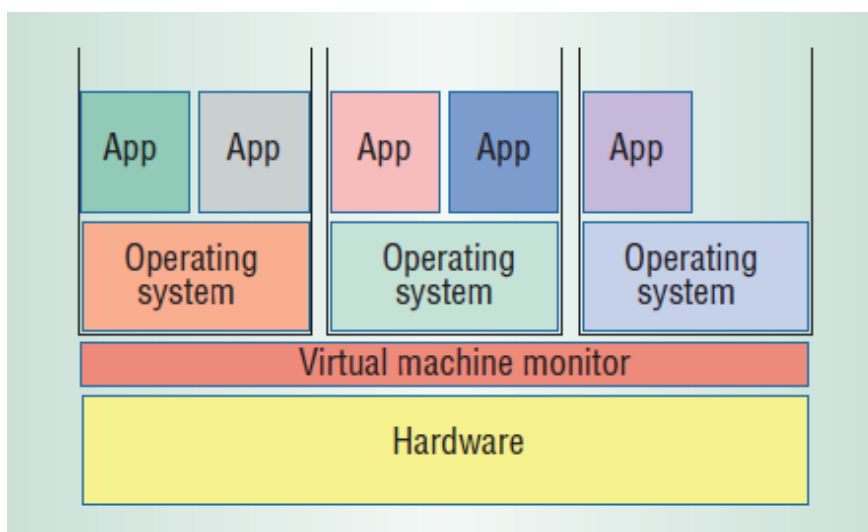 App
App
App
App
App
Operating
system
Operating
system
Operating
system
Virtual machine monitor
Hardware